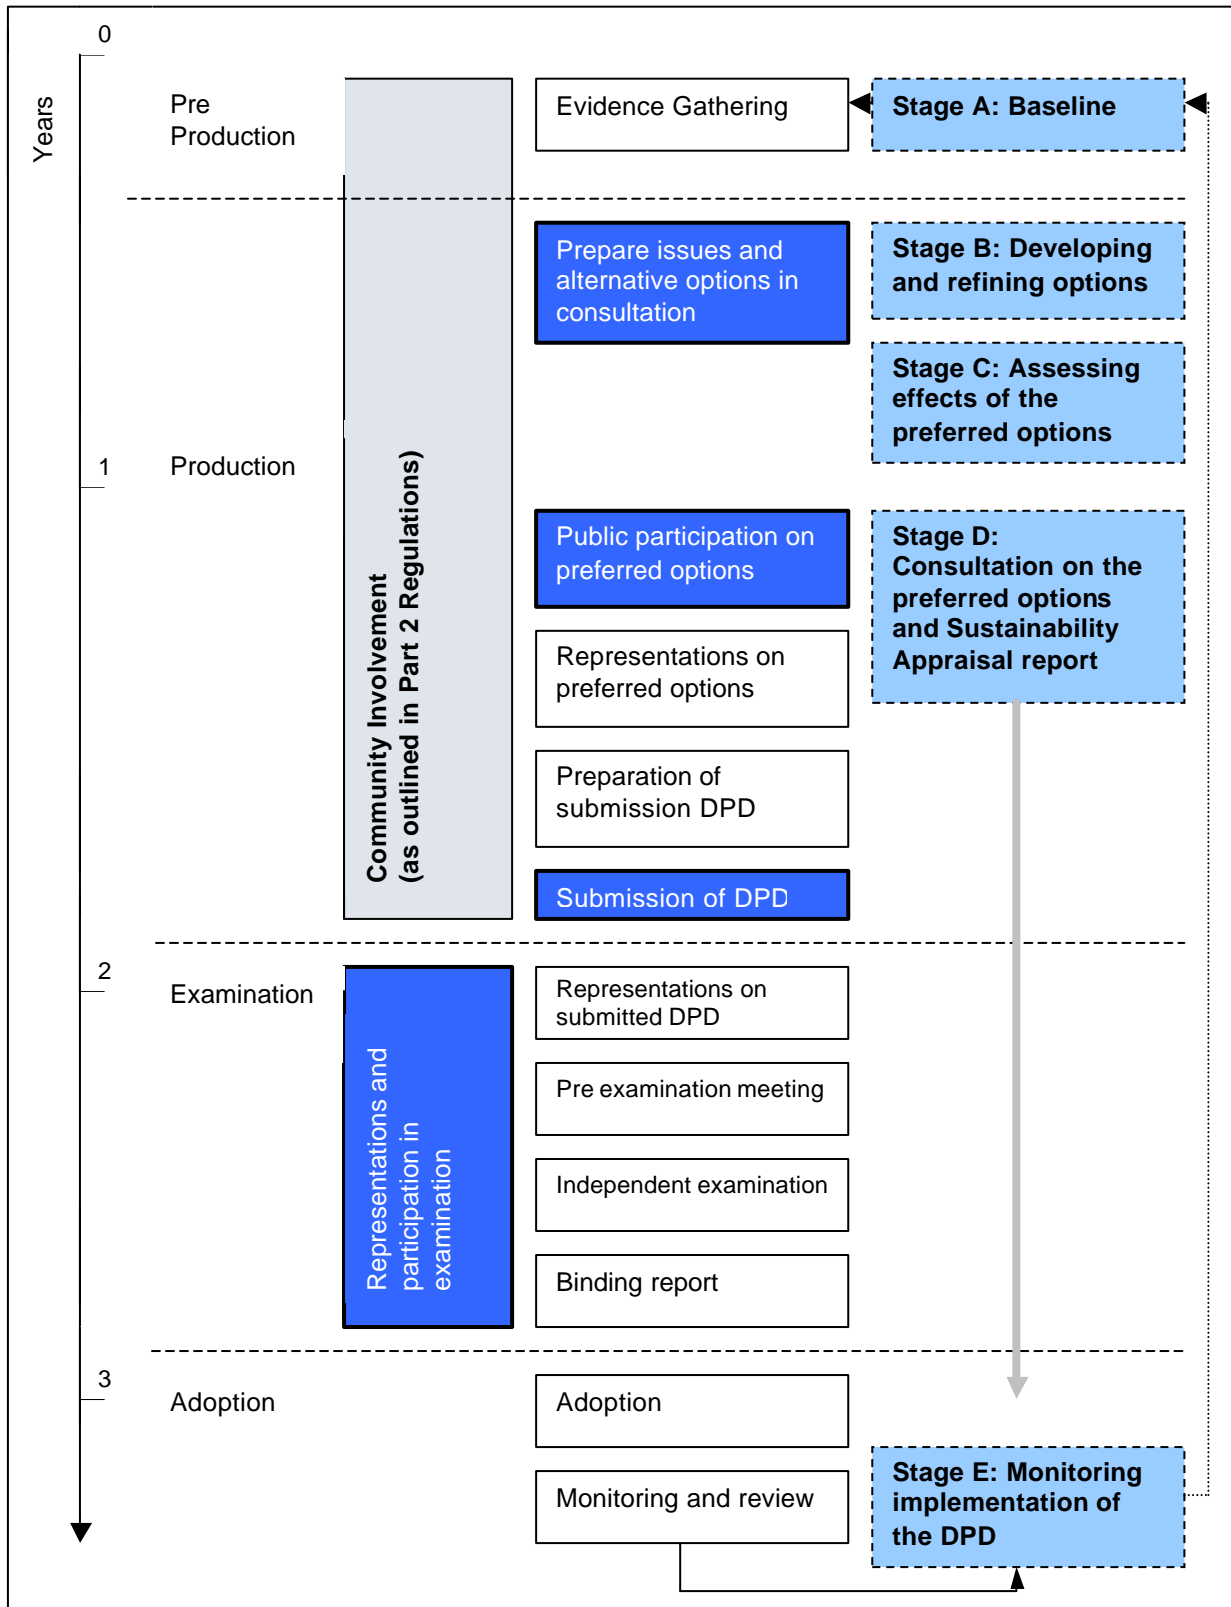 0
Years
Pre
Production
Evidence Gathering
Stage A: Baseline
Prepare issues and
alternative options in
consultation
Stage B: Developing
and refining options
Stage C: Assessing
effects of the
preferred options
1
Production
Community Involvement
(as outlined in Part 2 Regulations)
Public participation on
preferred options
Stage D:
Consultation on the
preferred options
and Sustainability
Appraisal report
Representations on
preferred options
Preparation of
submission DPD
Submission of DPD
2
Examination
Representations and
participation in
examination
Representations on
submitted DPD
Pre examination meeting
Independent examination
Binding report
3
Adoption
Adoption
Monitoring and review
Stage E: Monitoring
implementation of
the DPD